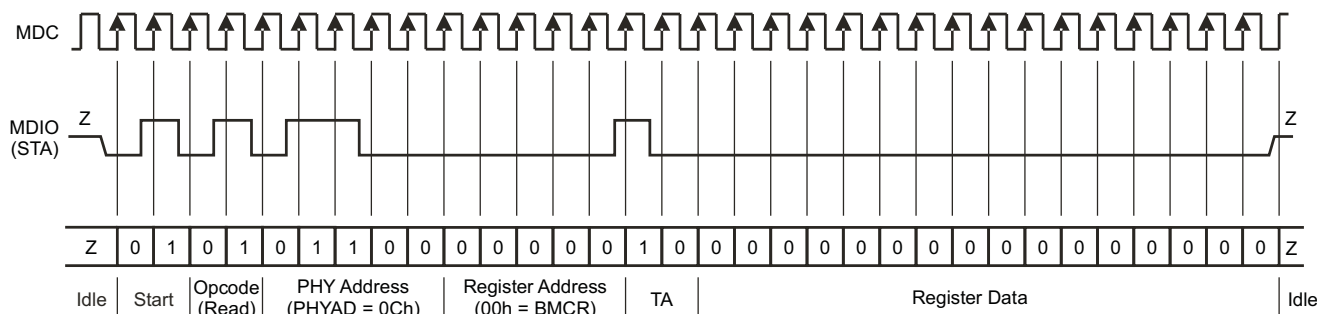 MDC
Z
Z
MDIO
(STA)
Z 0 1 0 1 0 1 1 0 0 0 0 0 0 0 1 0 0 0 0 0 0 0 0 0 0 0 0 0 0 0 0 0 Z
Idle Start Opcode (Read) PHY Address (PHYAD = 0Ch) Register Address (00h = BMCR) TA Register Data Idle